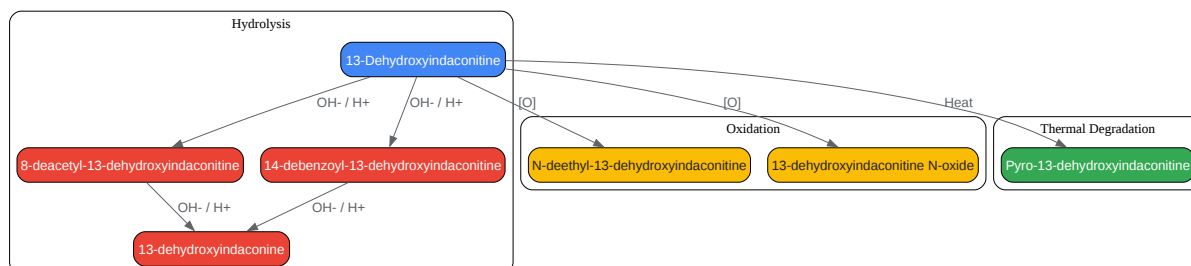 Hydrolysis
13-Dehydroxyindaconitine
OH- / H+
OH- / H+
[O]
[O]
Heat
Oxidation
Thermal Degradation
8-deacetyl-13-dehydroxyindaconitine
14-debenzoyl-13-dehydroxyindaconitine
N-deethyl-13-dehydroxyindaconitine
13-dehydroxyindaconitine N-oxide
Pyro-13-dehydroxyindaconitine
OH- / H+
OH- / H+
13-dehydroxyindaconine